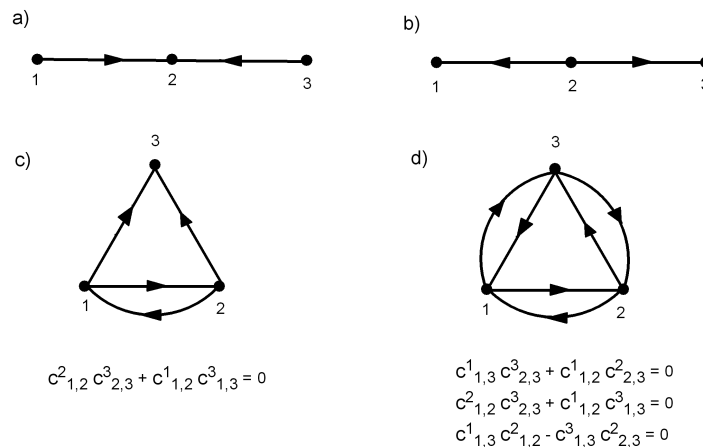 a)
1 2 3
b)
1 2 3
c)
3
1 2
c²₁,₂ c³₂,₃ + c¹₁,₂ c³₁,₃ = 0
d)
3
1 2
c¹₁,₃ c³₂,₃ + c¹₁,₂ c²₂,₃ = 0
c²₁,₂ c³₂,₃ + c¹₁,₂ c³₁,₃ = 0
c¹₁,₃ c²₁,₂ - c³₁,₃ c²₂,₃ = 0